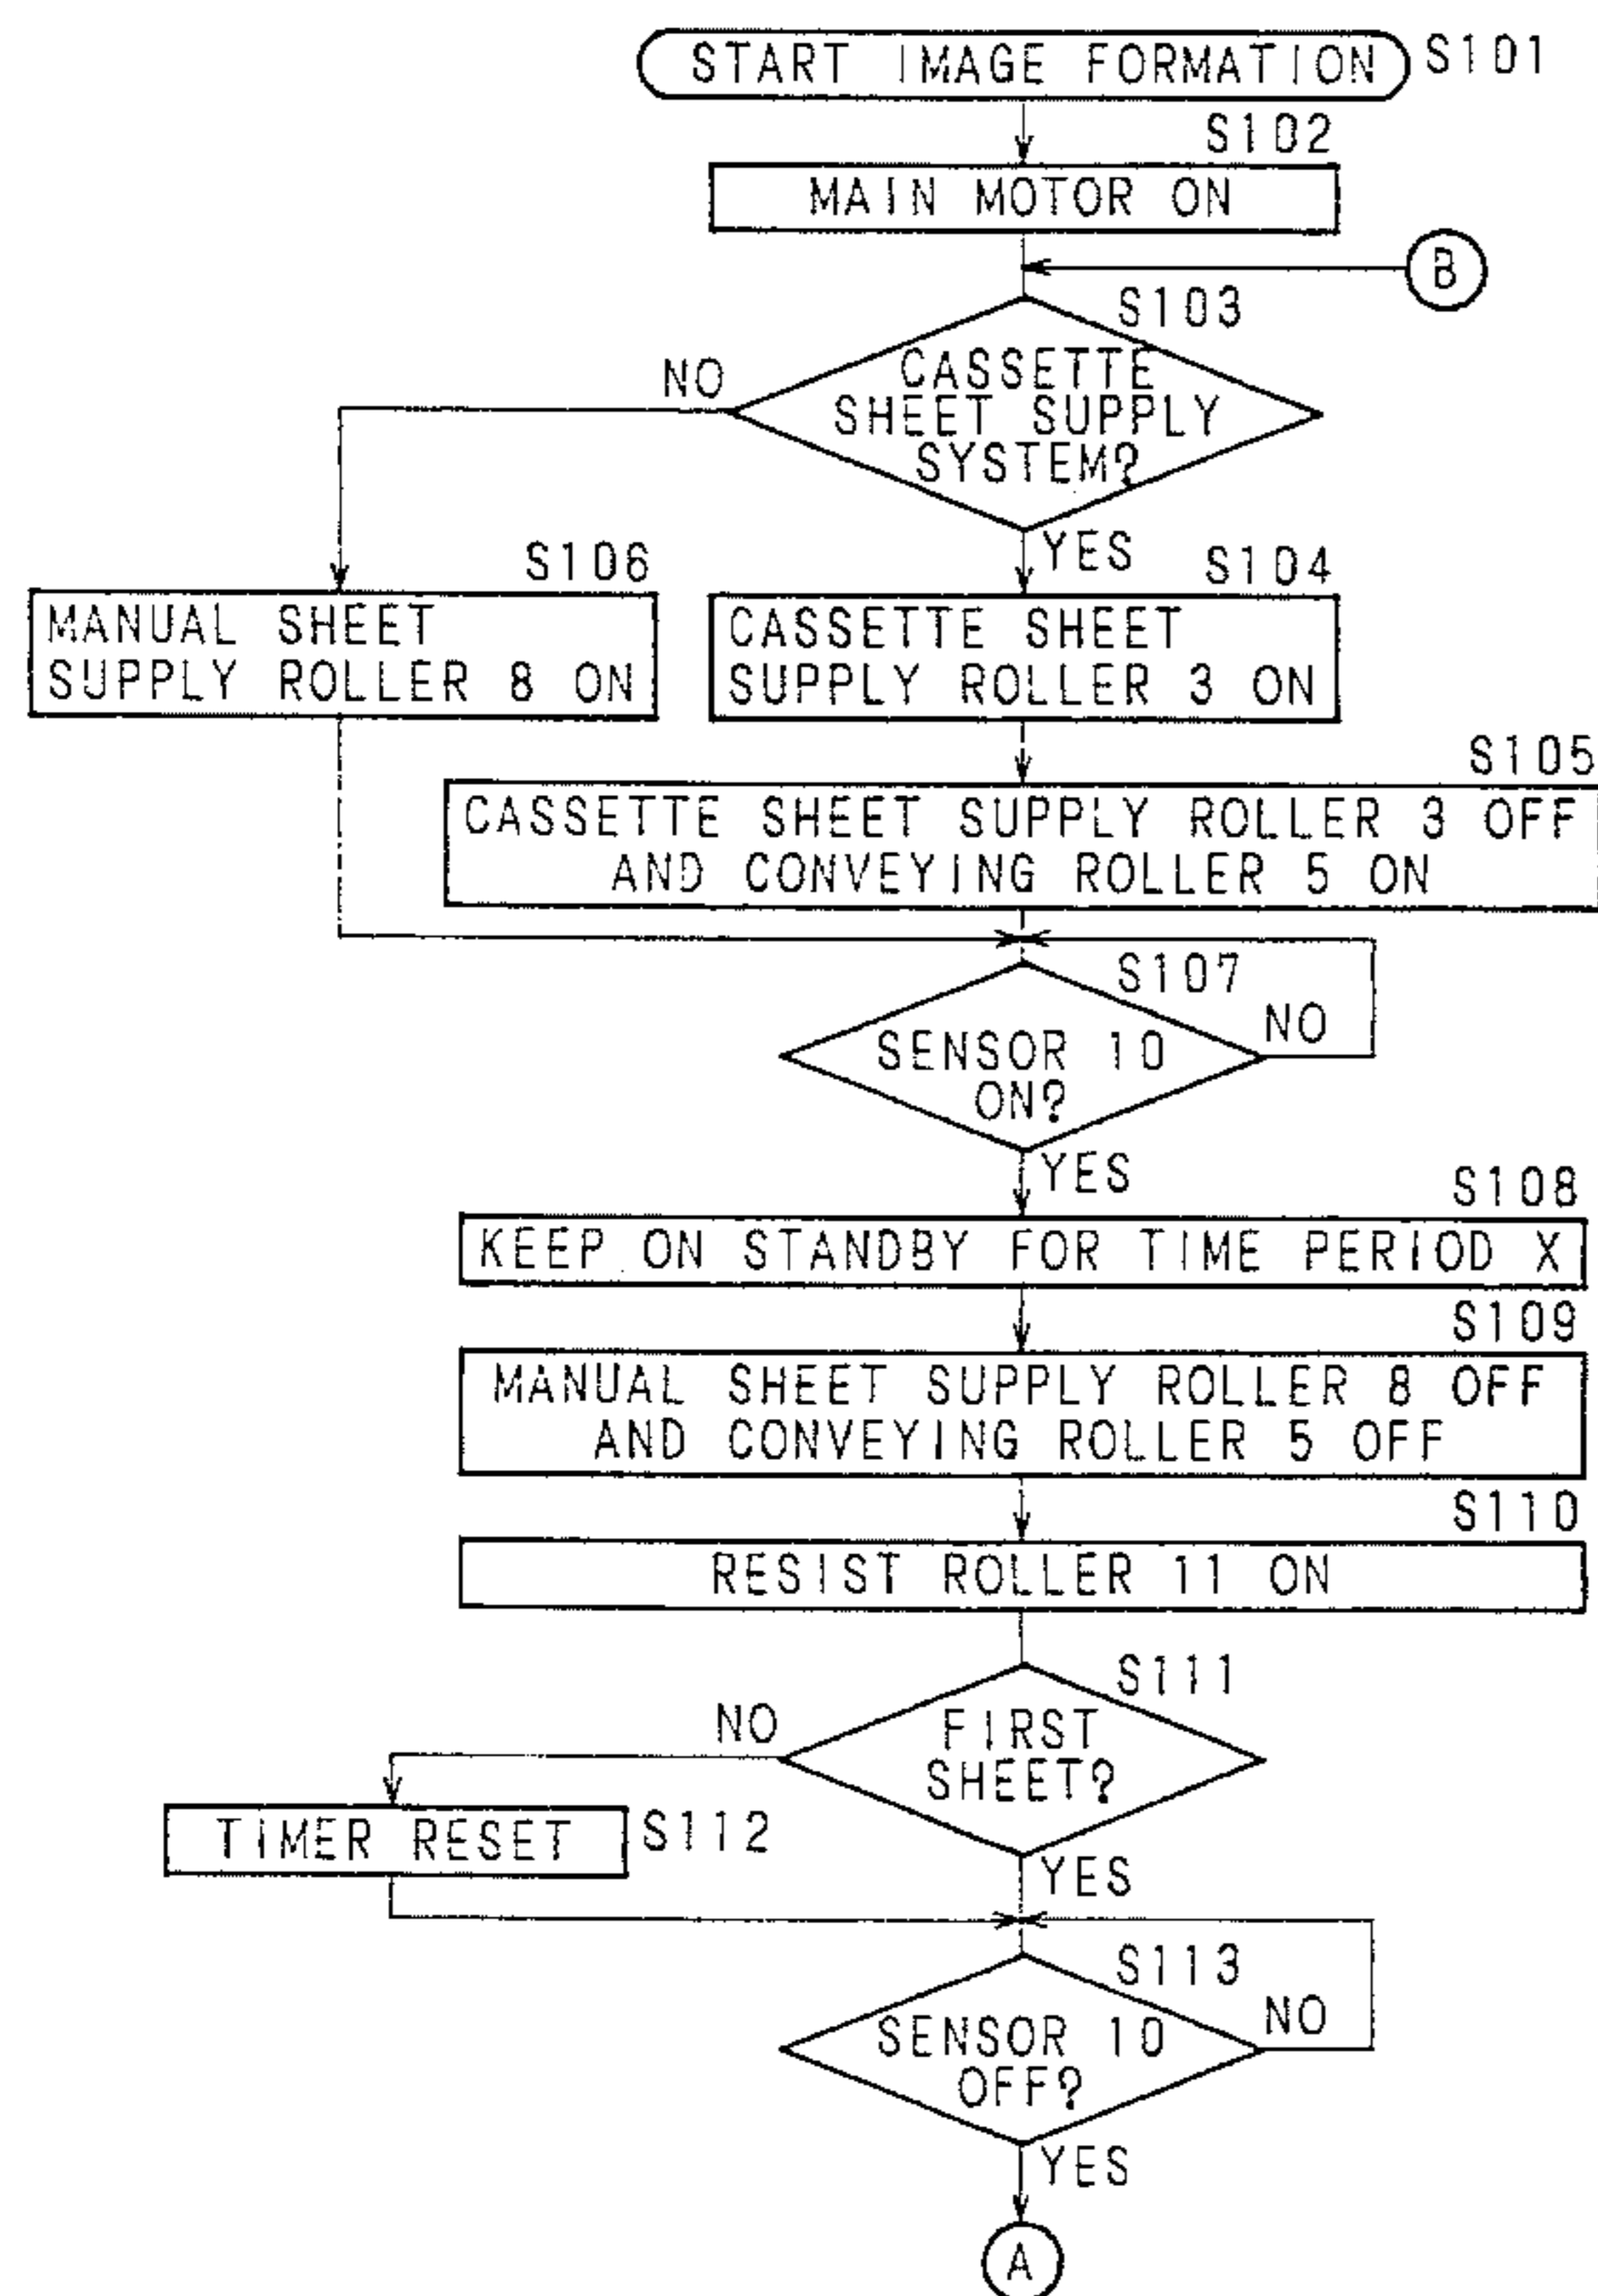 START IMAGE FORMATION S101
S102
MAIN MOTOR ON
B
S103
NO
CASSETTE
SHEET SUPPLY
SYSTEM?
YES
S106
S104
MANUAL SHEET
SUPPLY ROLLER 8 ON
CASSETTE SHEET
SUPPLY ROLLER 3 ON
S105
CASSETTE SHEET SUPPLY ROLLER 3 OFF
AND CONVEYING ROLLER 5 ON
S107
NO
SENSOR 10
ON?
YES
S108
KEEP ON STANDBY FOR TIME PERIOD X
S109
MANUAL SHEET SUPPLY ROLLER 8 OFF
AND CONVEYING ROLLER 5 OFF
S110
RESIST ROLLER 11 ON
S111
NO
FIRST
SHEET?
TIMER RESET S112
YES
S113
NO
SENSOR 10
OFF?
YES
A